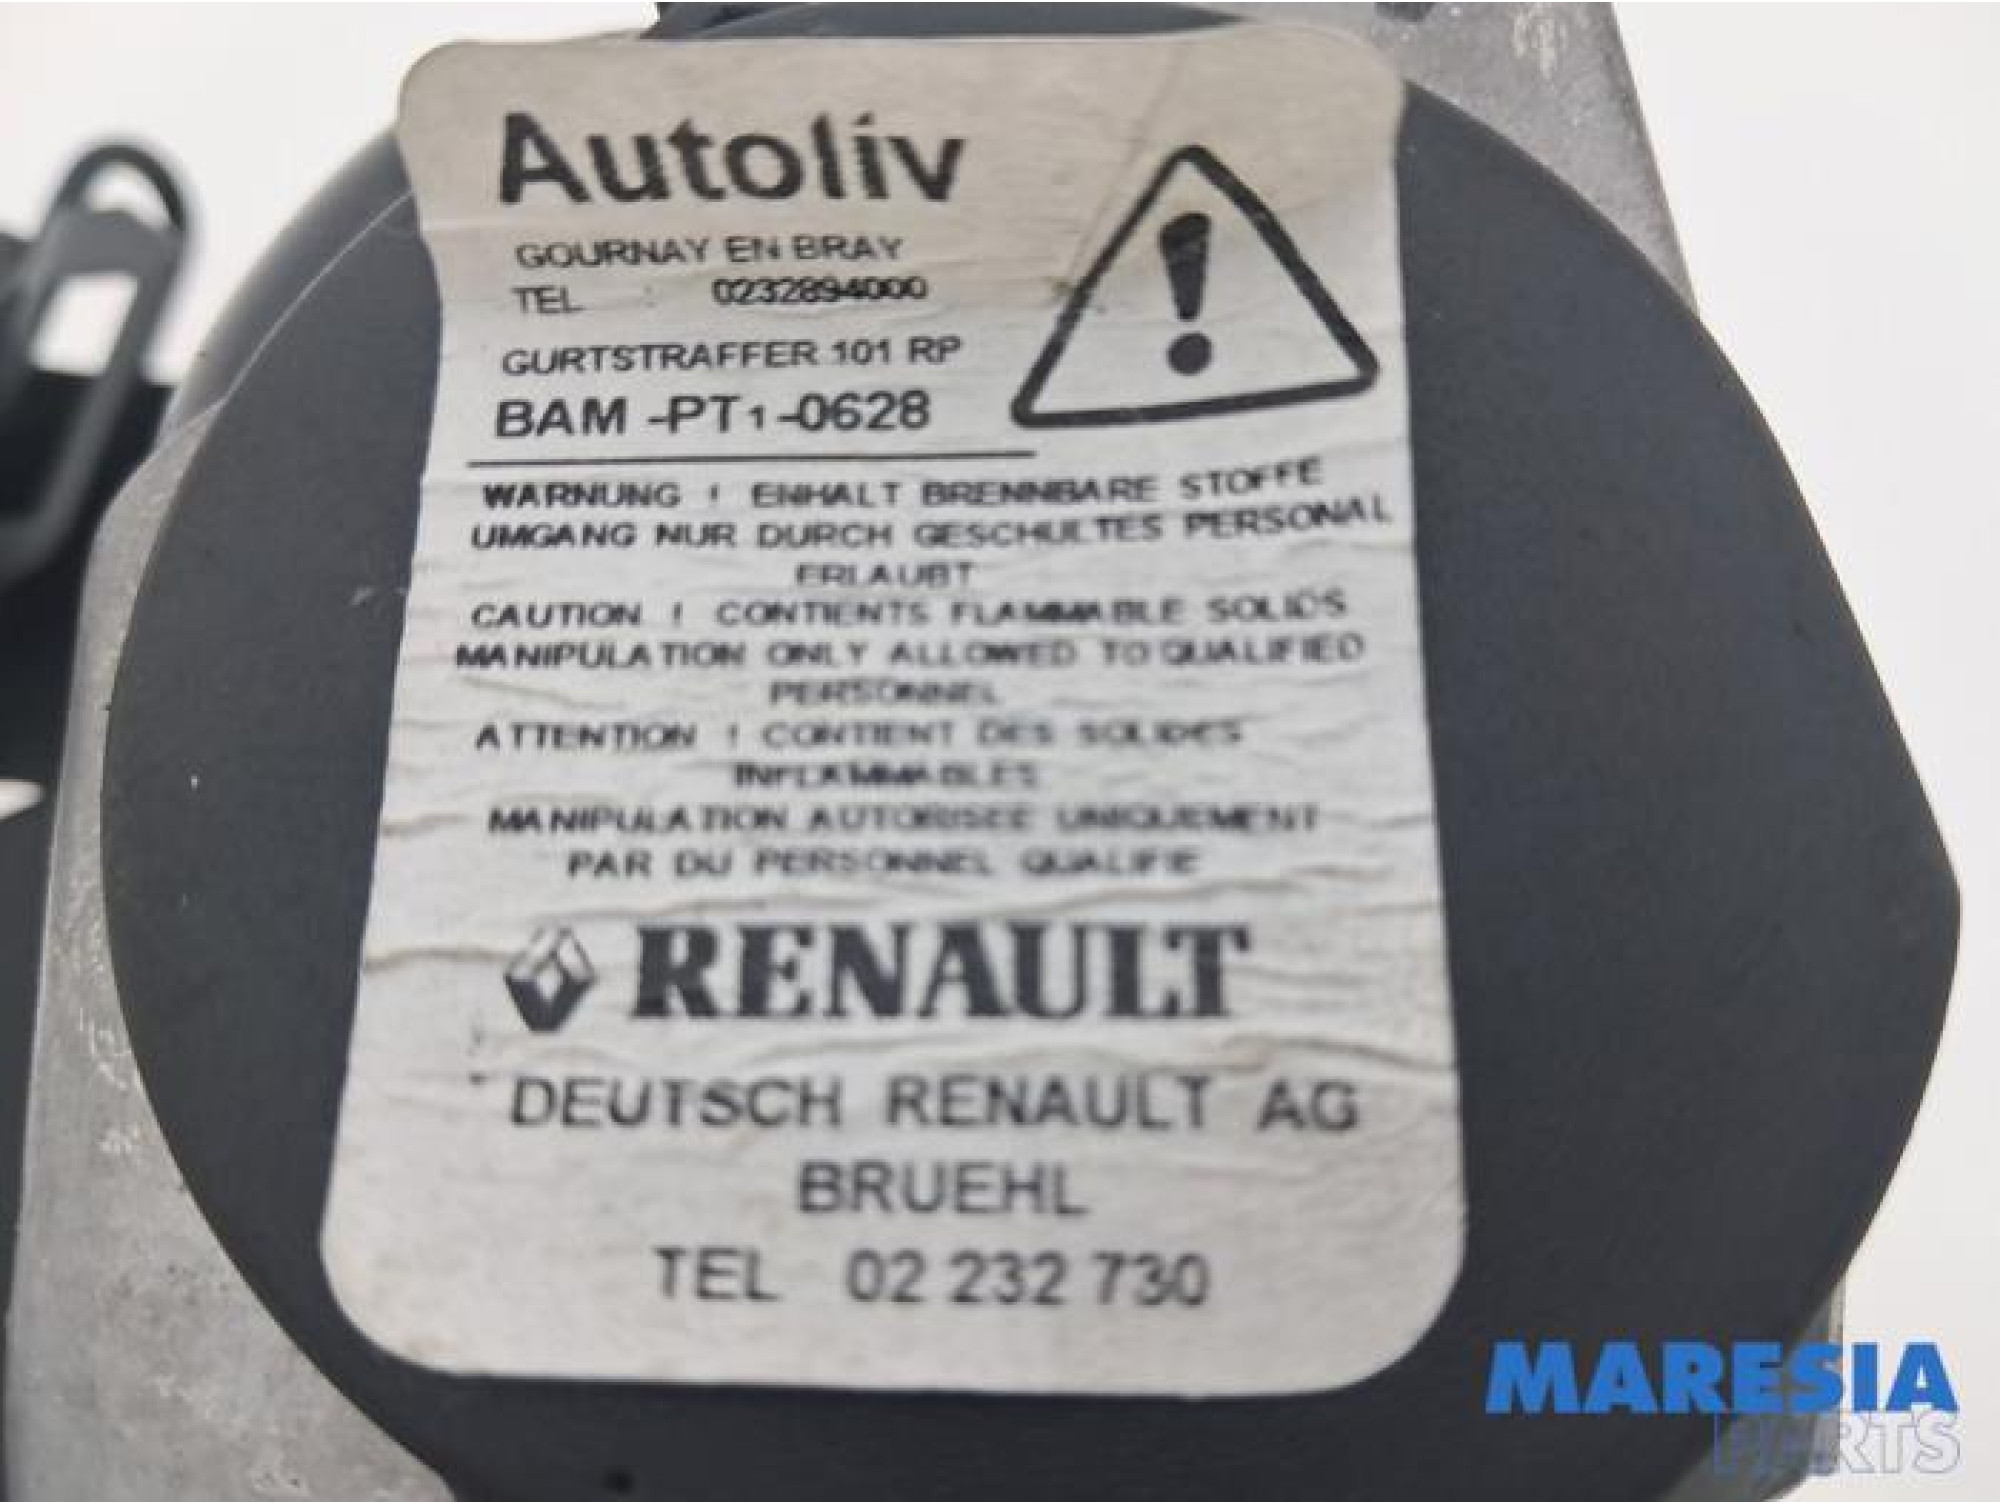 Autoliv
GOURNAY EN BRAY
TEL : 0232894000
GURTSTRAFFER 101 RP
BAM -PT1-0628
WARNUNG ! ENHALT BRENNBARE STOFFE
UMGANG NUR DURCH GESCHULTES PERSONAL
ERLAUBT
CAUTION ! CONTIENTS FLAMMABLE SOLIDS
MANIPULATION ONLY ALLOWED TO QUALIFIED
PERSONNEL
ATTENTION ! CONTIENT DES SOLIDES
INFLAMMABLES
MANIPULATION AUTORISEE UNIQUEMENT
PAR DU PERSONNEL QUALIFIE
RENAULT
DEUTSCH RENAULT AG
BRUEHL
TEL 02 232 730
MARESIA
PARTS